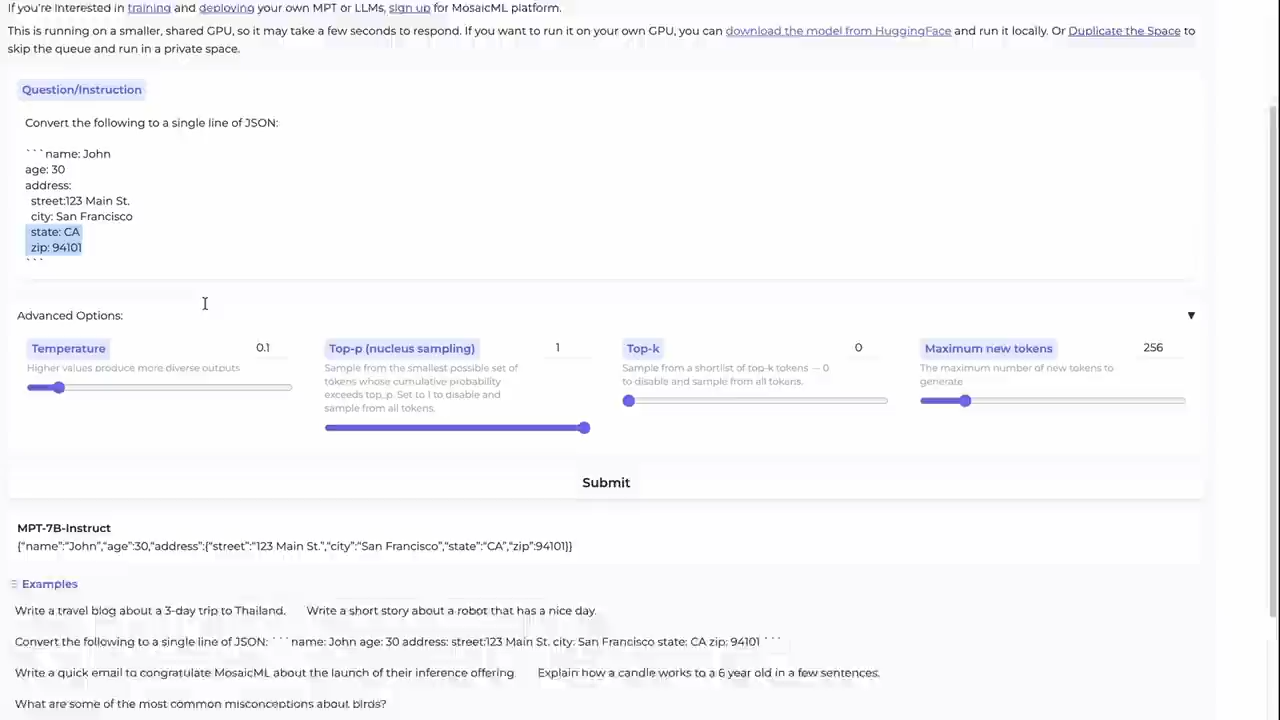 If you're interested in training and deploying your own MPT or LLMs, sign up for MosaicML platform.
This is running on a smaller, shared GPU, so it may take a few seconds to respond. If you want to run it on your own GPU, you can download the model from HuggingFace and run it locally. Or Duplicate the Space to
skip the queue and run in a private space.
Question/Instruction
Convert the following to a single line of JSON:
```name: John
age: 30
address:
street:123 Main St.
city: San Francisco
state: CA
zip: 94101
```
Advanced Options: ▼
Temperature 0.1 Top-p (nucleus sampling) 1 Top-k 0 Maximum new tokens 256
Higher values produce more diverse outputs
Sample from the smallest possible set of
tokens whose cumulative probability
exceeds top_p. Set to 1 to disable and
sample from all tokens.
Sample from a shortlist of top-k tokens — 0
to disable and sample from all tokens.
The maximum number of new tokens to
generate
Submit
MPT-7B-Instruct
{"name":"John","age":30,"address":{"street":"123 Main St.","city":"San Francisco","state":"CA","zip":94101}}
Examples
Write a travel blog about a 3-day trip to Thailand. Write a short story about a robot that has a nice day.
Convert the following to a single line of JSON: ```name: John age: 30 address: street:123 Main St. city: San Francisco state: CA zip: 94101 ```
Write a quick email to congratulate MosaicML about the launch of their inference offering. Explain how a candle works to a 6 year old in a few sentences.
What are some of the most common misconceptions about birds?